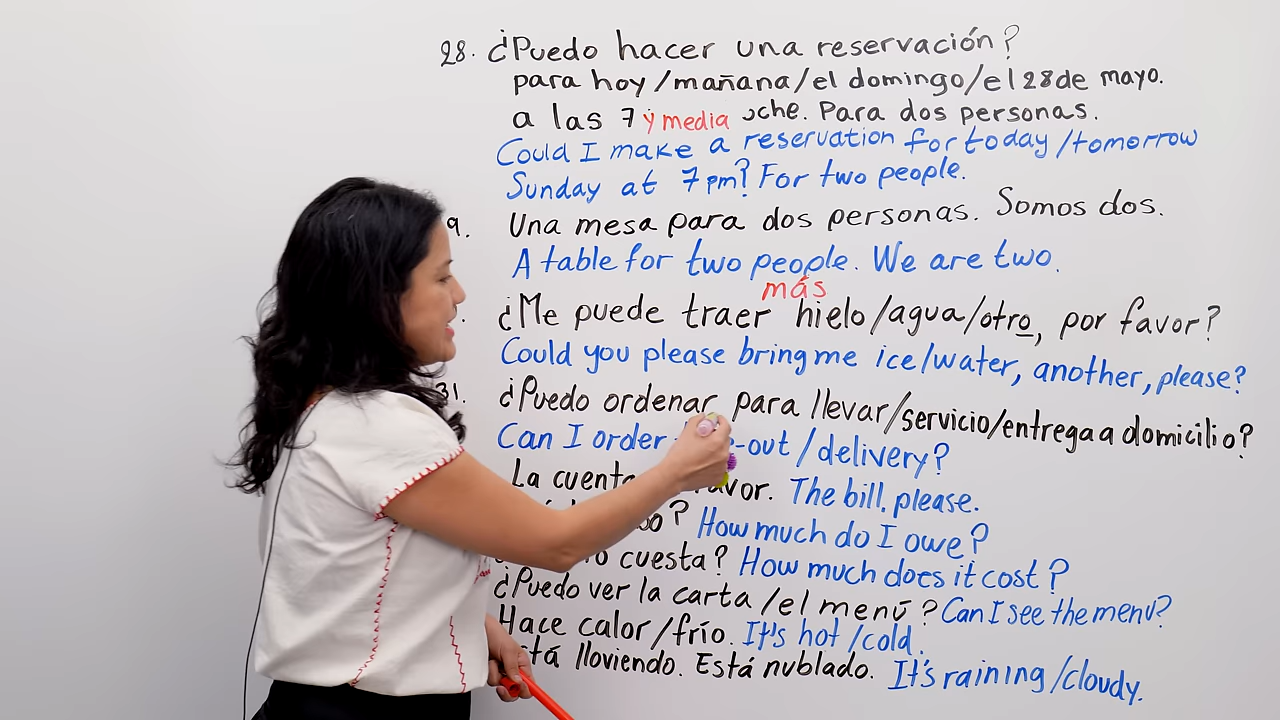 28. ¿Puedo hacer una reservación?
para hoy/mañana/el domingo/el 28 de mayo.
a las 7 y media oche. Para dos personas.
Could I make a reservation for today/tomorrow
Sunday at 7pm? For two people.
9. Una mesa para dos personas. Somos dos.
A table for two people. We are two.
más
¿Me puede traer hielo/agua/otro, por favor?
Could you please bring me ice/water, another, please?
31. ¿Puedo ordenar para llevar/servicio/entrega a domicilio?
Can I order -out/delivery?
La cuenta avor. The bill, please.
? How much do I owe?
cuesta? How much does it cost?
¿Puedo ver la carta/el menú? Can I see the menu?
Hace calor/frío. It's hot/cold.
tá lloviendo. Está nublado. It's raining/cloudy.